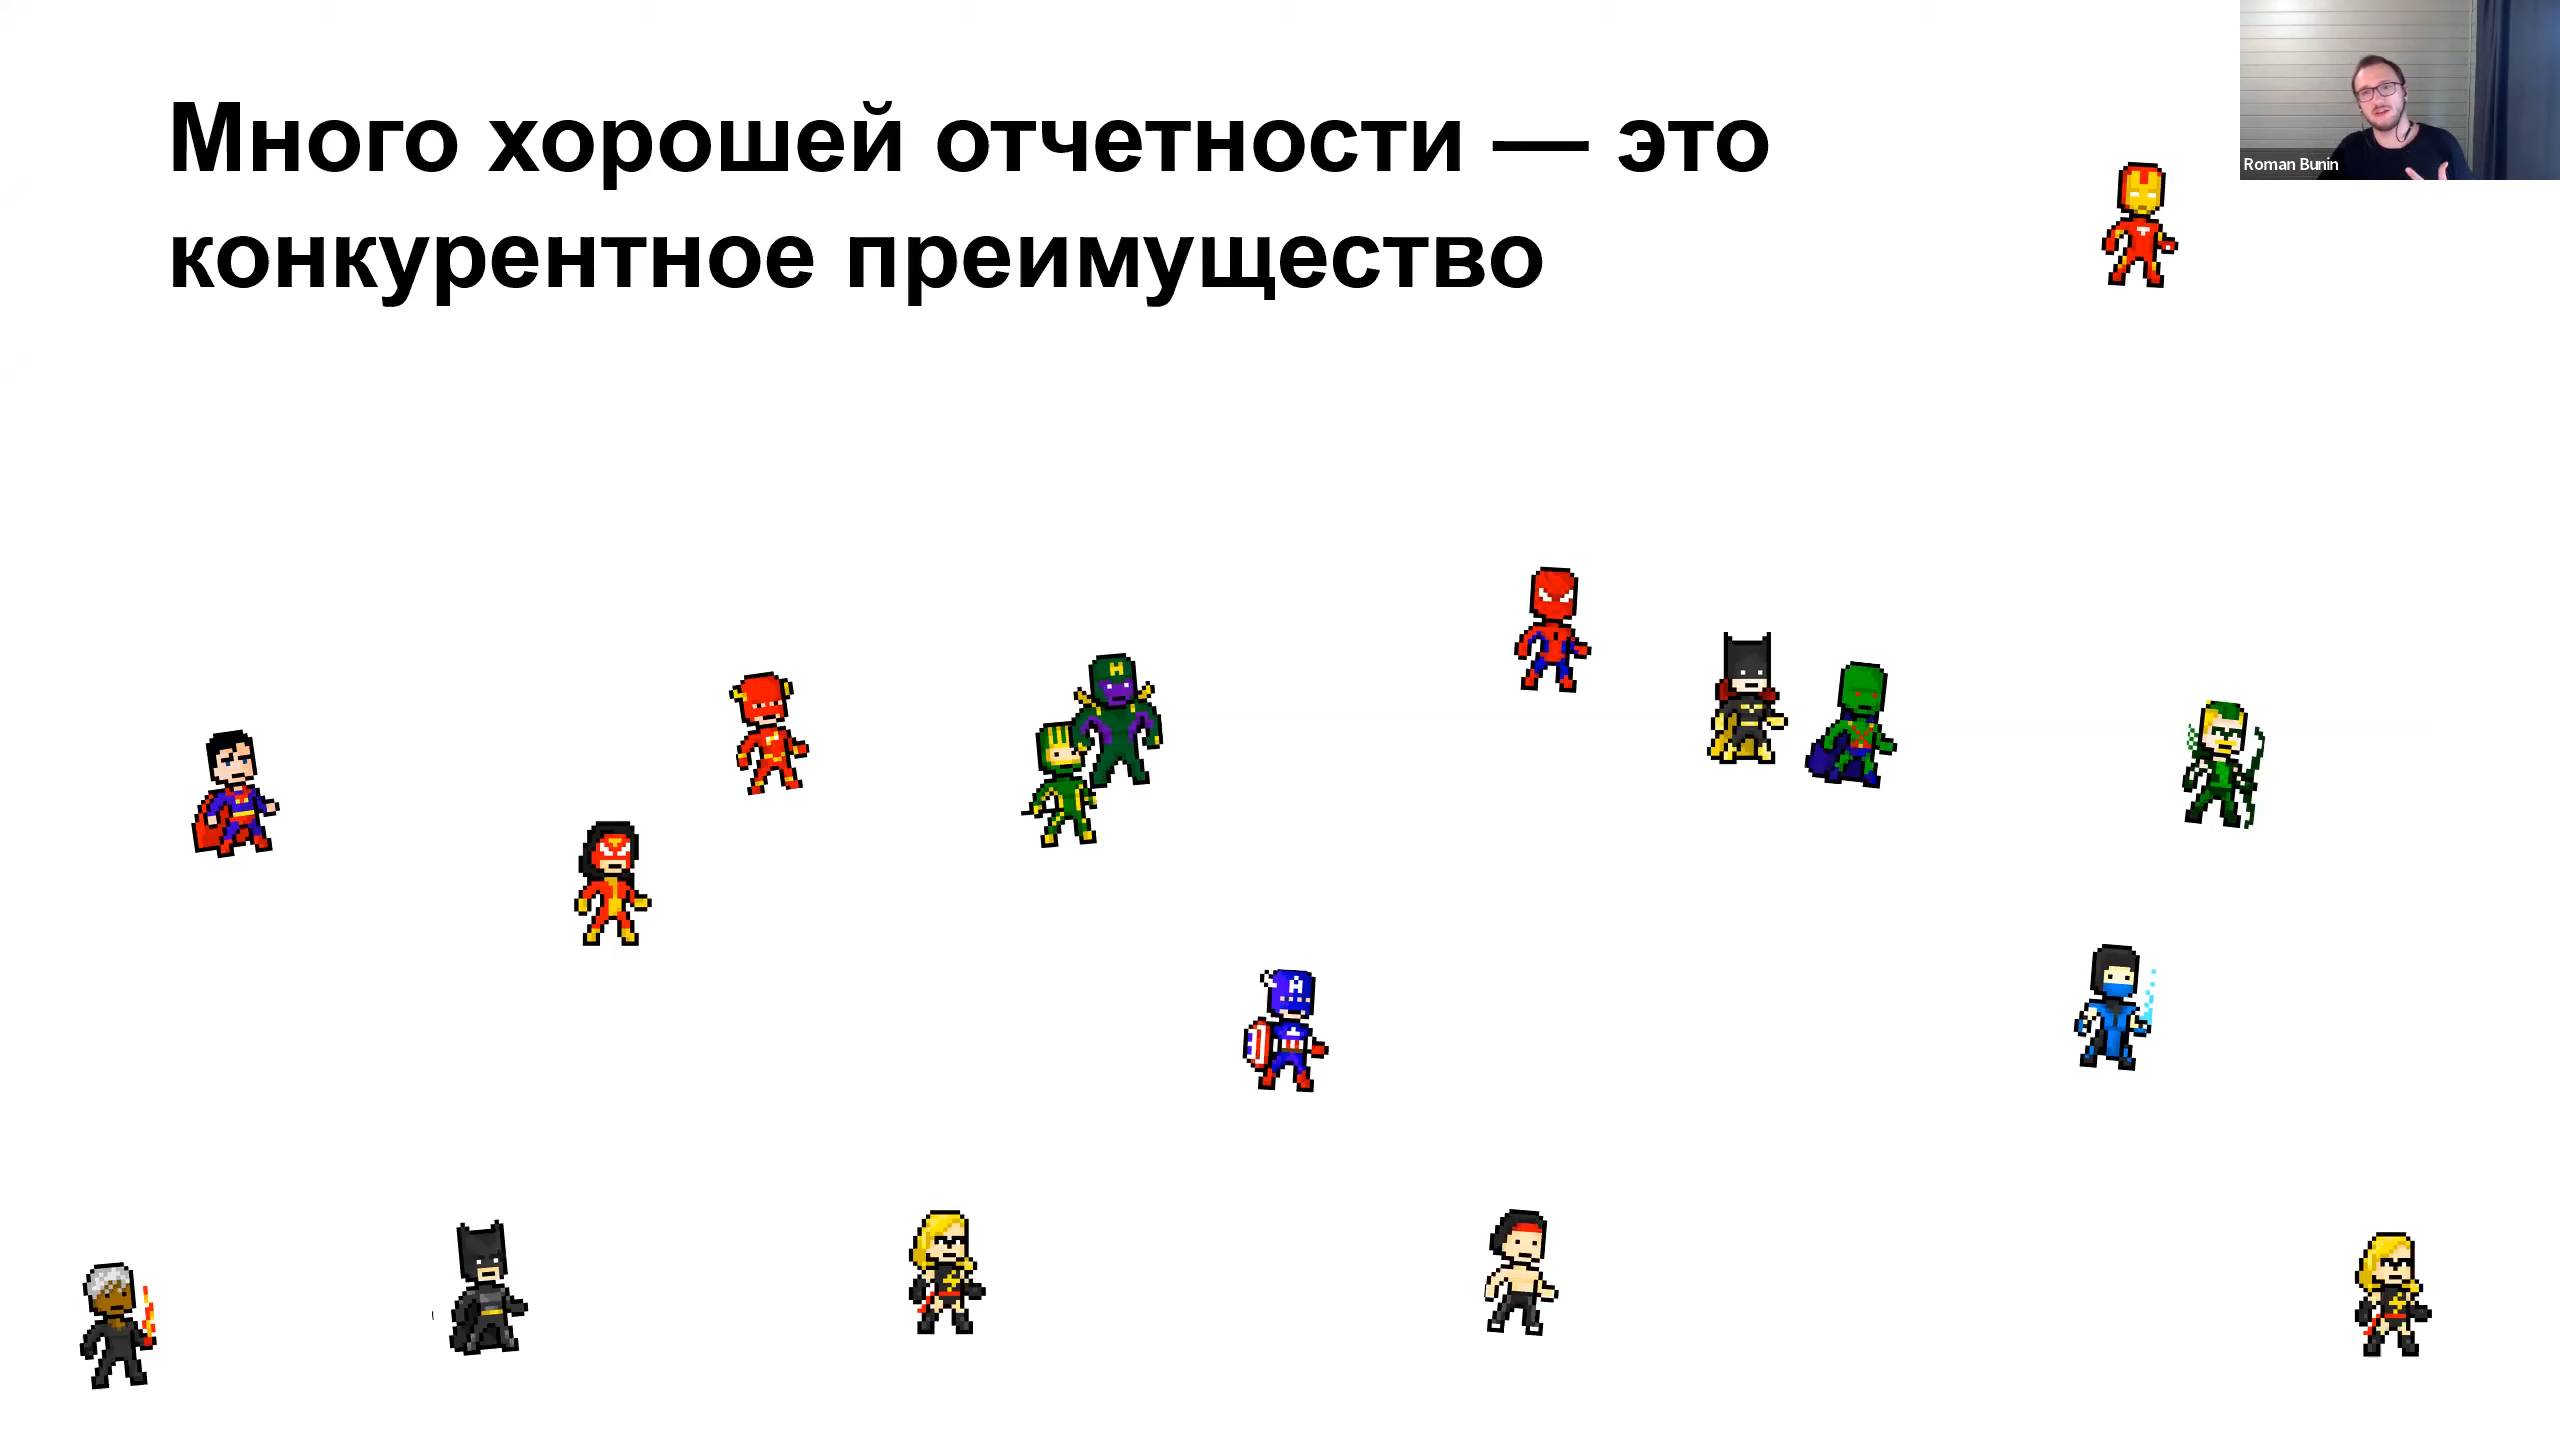 Много хорошей отчетности — это
конкурентное преимущество
Roman Bunin